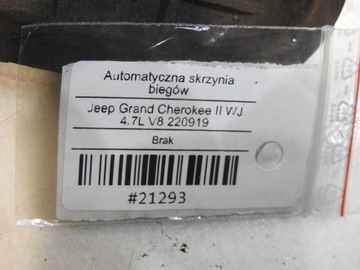 Automatyczna skrzynia
biegów
Jeep Grand Cherokee II WJ
4.7L V8 220919
Brak
#21293